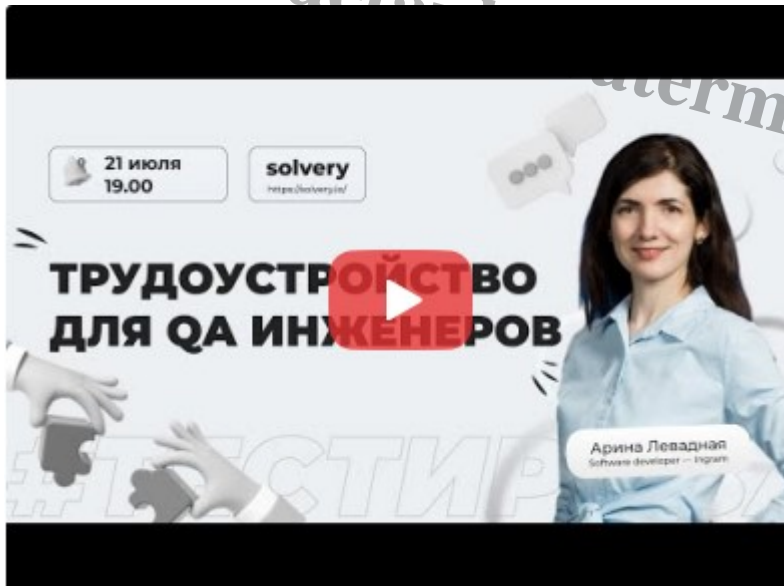 21 июля
19.00
solvery
https://solvery.io/
ТРУДОУСТРОЙСТВО
ДЛЯ QA ИНЖЕНЕРОВ
Арина Левадная
Software developer — Ingram